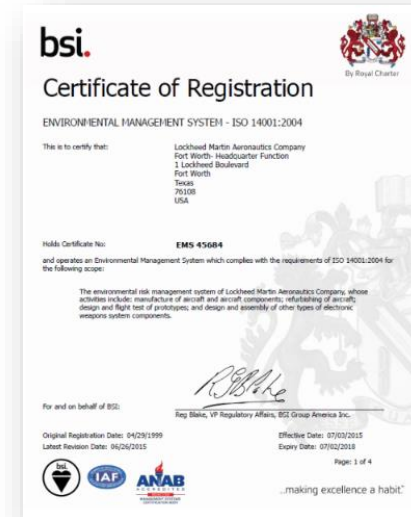 bsi.
By Royal Charter
Certificate of Registration
ENVIRONMENTAL MANAGEMENT SYSTEM - ISO 14001:2004
This is to certify that:
Lockheed Martin Aeronautics Company
Fort Worth- Headquarter Function
1 Lockheed Boulevard
Fort Worth
Texas
76108
USA
Holds Certificate No:
EMS 45684
and operates an Environmental Management System which complies with the requirements of ISO 14001:2004 for
the following scope:
The environmental risk management system of Lockheed Martin Aeronautics Company, whose
activities include: manufacture of aircraft and aircraft components; refurbishing of aircraft;
design and flight test of prototypes; and design and assembly of other types of electronic
weapons system components.
For and on behalf of BSI:
Reg Blake, VP Regulatory Affairs, BSI Group America Inc.
Original Registration Date: 04/29/1999
Effective Date: 07/03/2015
Latest Revision Date: 06/26/2015
Expiry Date: 07/02/2018
Page: 1 of 4
bsi.
IAF
ANAB
ACCREDITED
...making excellence a habit.™